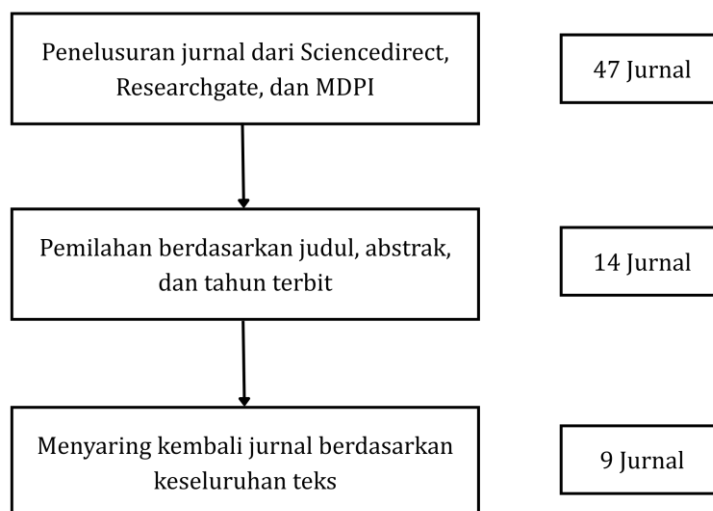 Penelusuran jurnal dari Sciencedirect,
Researchgate, dan MDPI
47 Jurnal
Pemilahan berdasarkan judul, abstrak,
dan tahun terbit
14 Jurnal
Menyaring kembali jurnal berdasarkan
keseluruhan teks
9 Jurnal